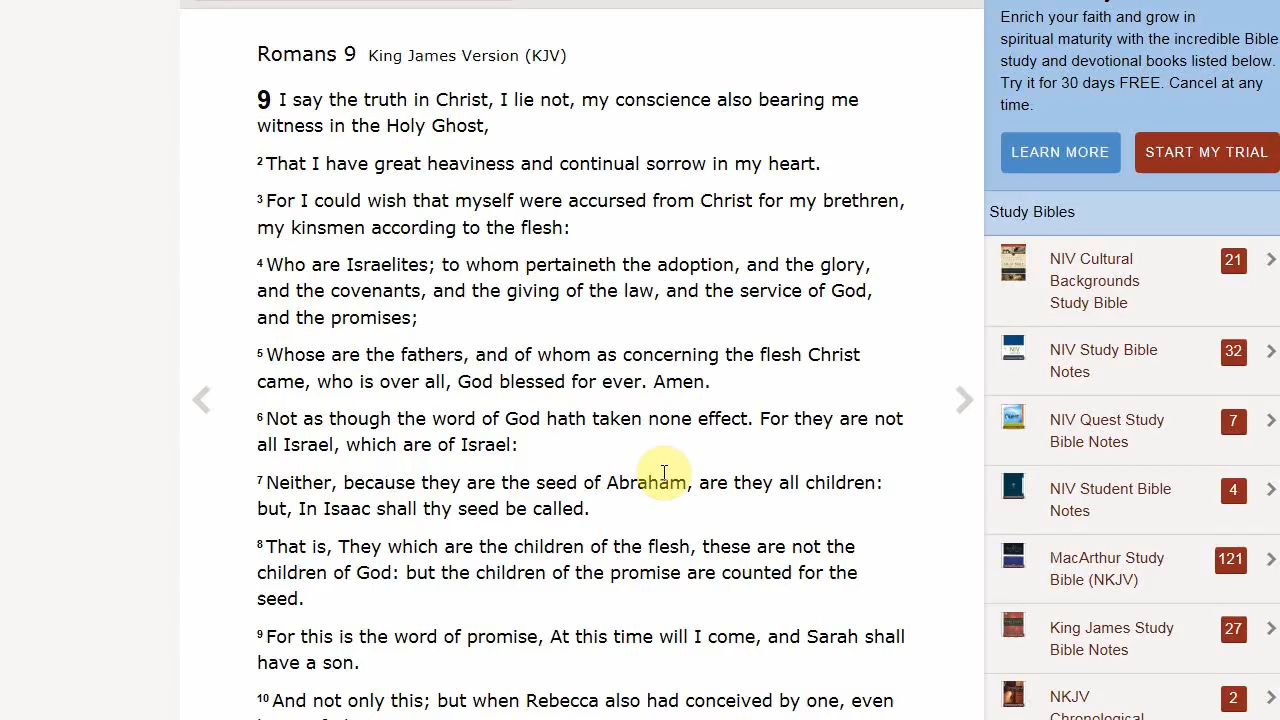 Romans 9 King James Version (KJV)
9 I say the truth in Christ, I lie not, my conscience also bearing me
witness in the Holy Ghost,
2 That I have great heaviness and continual sorrow in my heart.
3 For I could wish that myself were accursed from Christ for my brethren,
my kinsmen according to the flesh:
4 Who are Israelites; to whom pertaineth the adoption, and the glory,
and the covenants, and the giving of the law, and the service of God,
and the promises;
5 Whose are the fathers, and of whom as concerning the flesh Christ
came, who is over all, God blessed for ever. Amen.
6 Not as though the word of God hath taken none effect. For they are not
all Israel, which are of Israel:
7 Neither, because they are the seed of Abraham, are they all children:
but, In Isaac shall thy seed be called.
8 That is, They which are the children of the flesh, these are not the
children of God: but the children of the promise are counted for the
seed.
9 For this is the word of promise, At this time will I come, and Sarah shall
have a son.
10 And not only this; but when Rebecca also had conceived by one, even
Enrich your faith and grow in
spiritual maturity with the incredible Bible
study and devotional books listed below.
Try it for 30 days FREE. Cancel at any
time.
LEARN MORE
START MY TRIAL
Study Bibles
NIV Cultural
Backgrounds
Study Bible
21
NIV Study Bible
Notes
32
NIV Quest Study
Bible Notes
7
NIV Student Bible
Notes
4
MacArthur Study
Bible (NKJV)
121
King James Study
Bible Notes
27
NKJV
Chronological
2